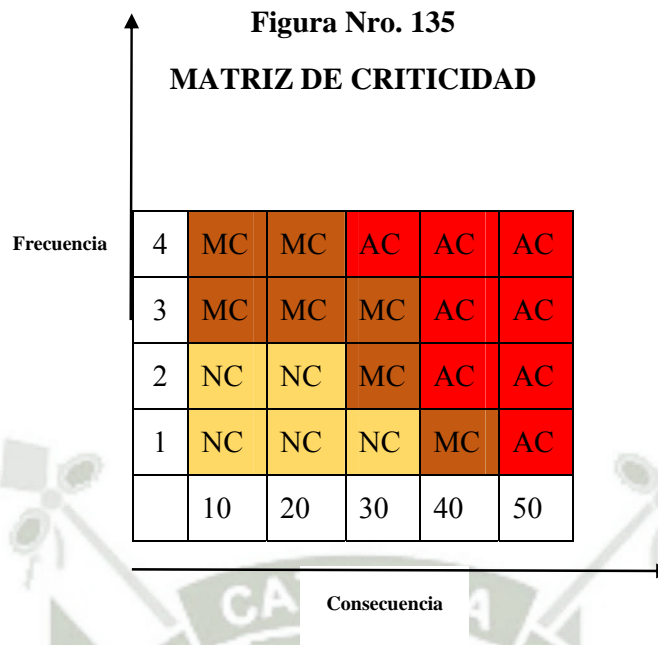 Figura Nro. 135
MATRIZ DE CRITICIDAD
Frecuencia 4 MC MC AC AC AC
3 MC MC MC AC AC
2 NC NC MC AC AC
1 NC NC NC MC AC
10 20 30 40 50
Consecuencia